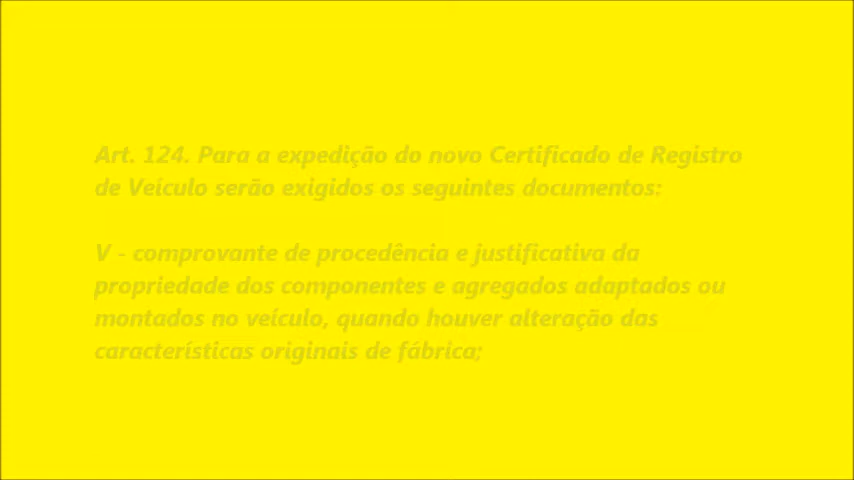 Art. 124. Para a expedição do novo Certificado de Registro
de Veículo serão exigidos os seguintes documentos:
V - comprovante de procedência e justificativa da
propriedade dos componentes e agregados adaptados ou
montados no veículo, quando houver alteração das
características originais de fábrica;